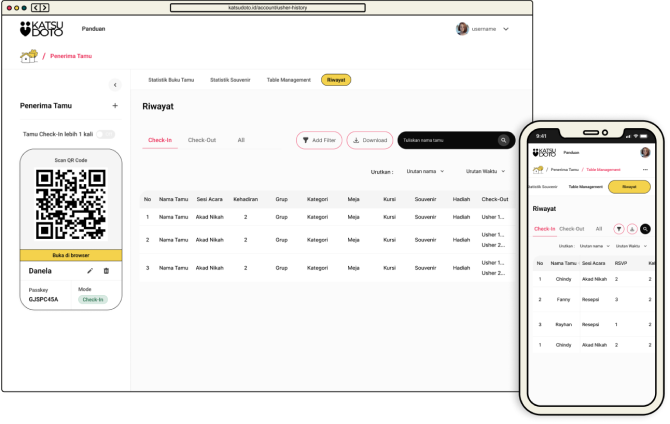 katsudoto.id/account/usher-history
KATSU
DOTO
Panduan
username
/ Penerima Tamu
Statistik Buku Tamu
Statistik Souvenir
Table Management
Riwayat
Penerima Tamu +
Tamu Check-In lebih 1 kali
Scan QR Code
Buka di browser
Danela
Passkey
Mode
GJSPC45A
Check-In
Riwayat
Check-In
Check-Out
All
Add Filter
Download
Tuliskan nama tamu
Urutkan :
Urutan nama
Urutan Waktu
No Nama Tamu Sesi Acara Kehadiran Grup Kategori Meja Kursi Souvenir Hadiah Check-Out
1 Nama Tamu Akad Nikah 2 Grup Kategori Meja Kursi Souvenir Hadiah Usher 1...
2 Nama Tamu Akad Nikah 2 Grup Kategori Meja Kursi Souvenir Hadiah Usher 1...
Usher 2...
3 Nama Tamu Akad Nikah 2 Grup Kategori Meja Kursi Souvenir Hadiah Usher 1...
Usher 2...
9:41
KATSU
DOTO
Panduan
/ Penerima Tamu / Table Management
...
tatistik Souvenir
Table Management
Riwayat
Riwayat
Check-In
Check-Out
All
Urutkan :
Urutan nama
Urutan Waktu
No Nama Tamu Sesi Acara RSVP Ke
1 Chindy Akad Nikah 2 2
2 Fanny Resepsi 3 2
3 Rayhan Resepsi 1 2
1 Chindy Akad Nikah 2 2